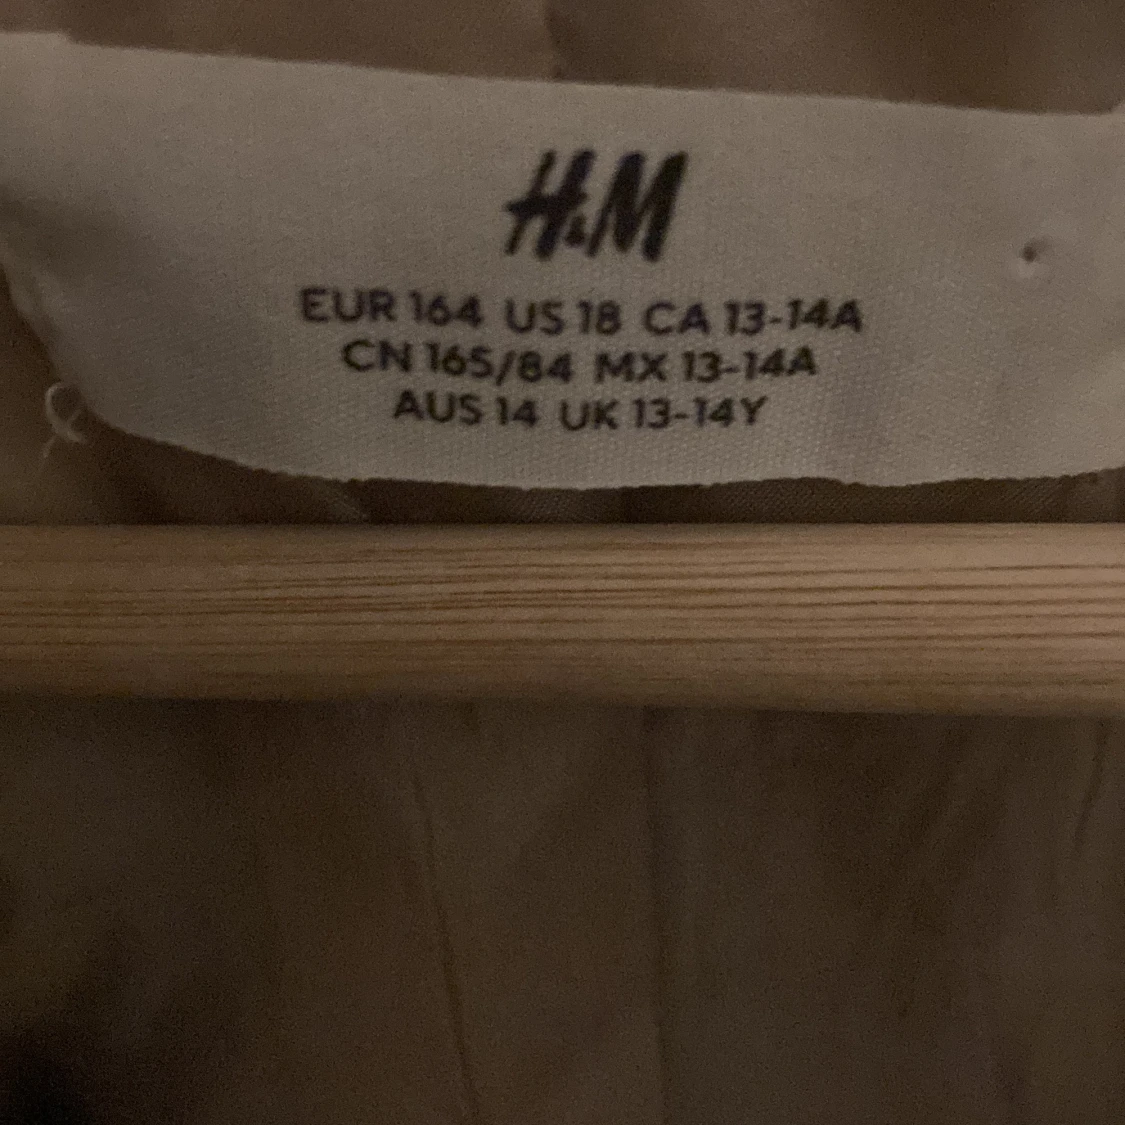 H&M
EUR 164 US 18 CA 13-14A
CN 165/84 MX 13-14A
AUS 14 UK 13-14Y